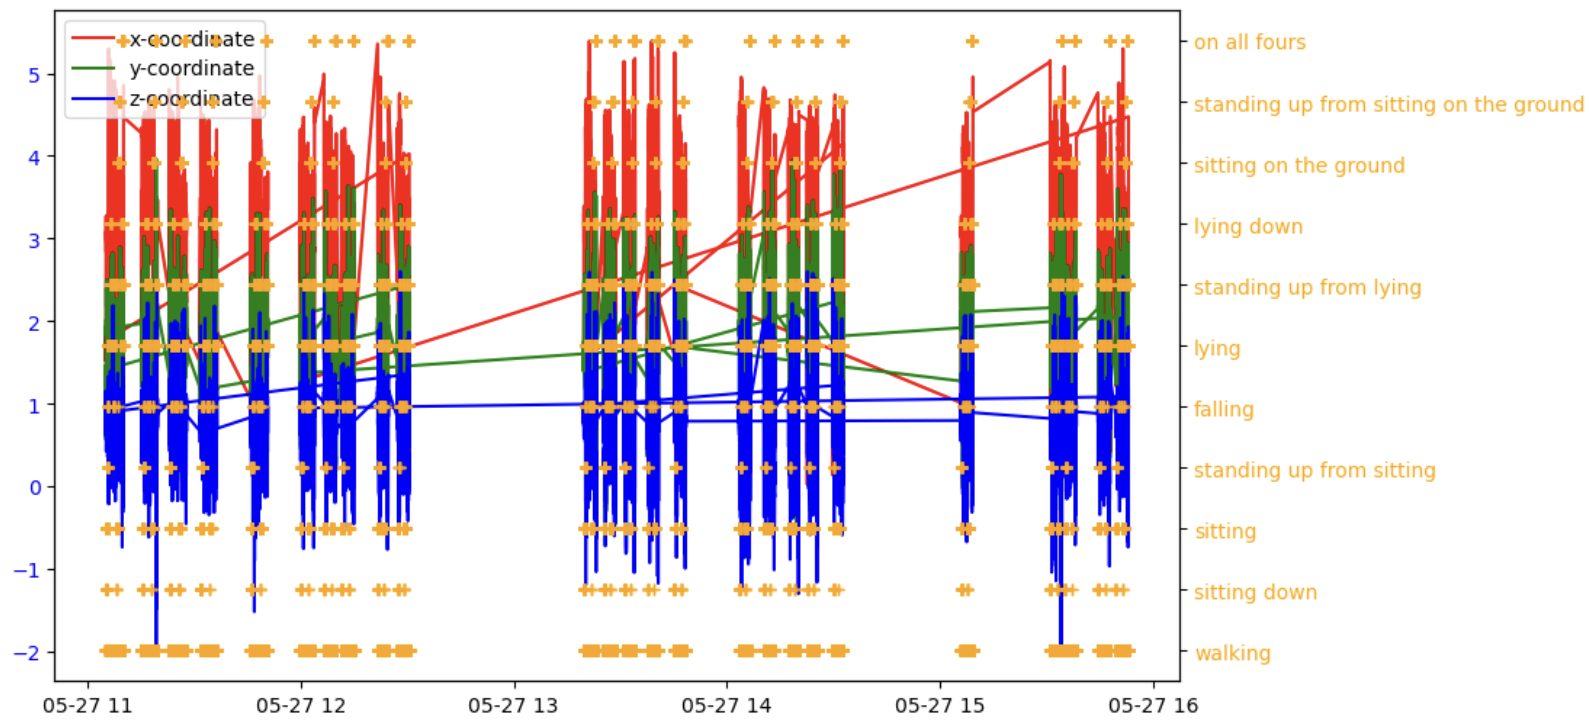 x-coordinate
y-coordinate
z-coordinate
5
4
3
2
1
0
−1
−2
on all fours
standing up from sitting on the ground
sitting on the ground
lying down
standing up from lying
lying
falling
standing up from sitting
sitting
sitting down
walking
05-27 11
05-27 12
05-27 13
05-27 14
05-27 15
05-27 16